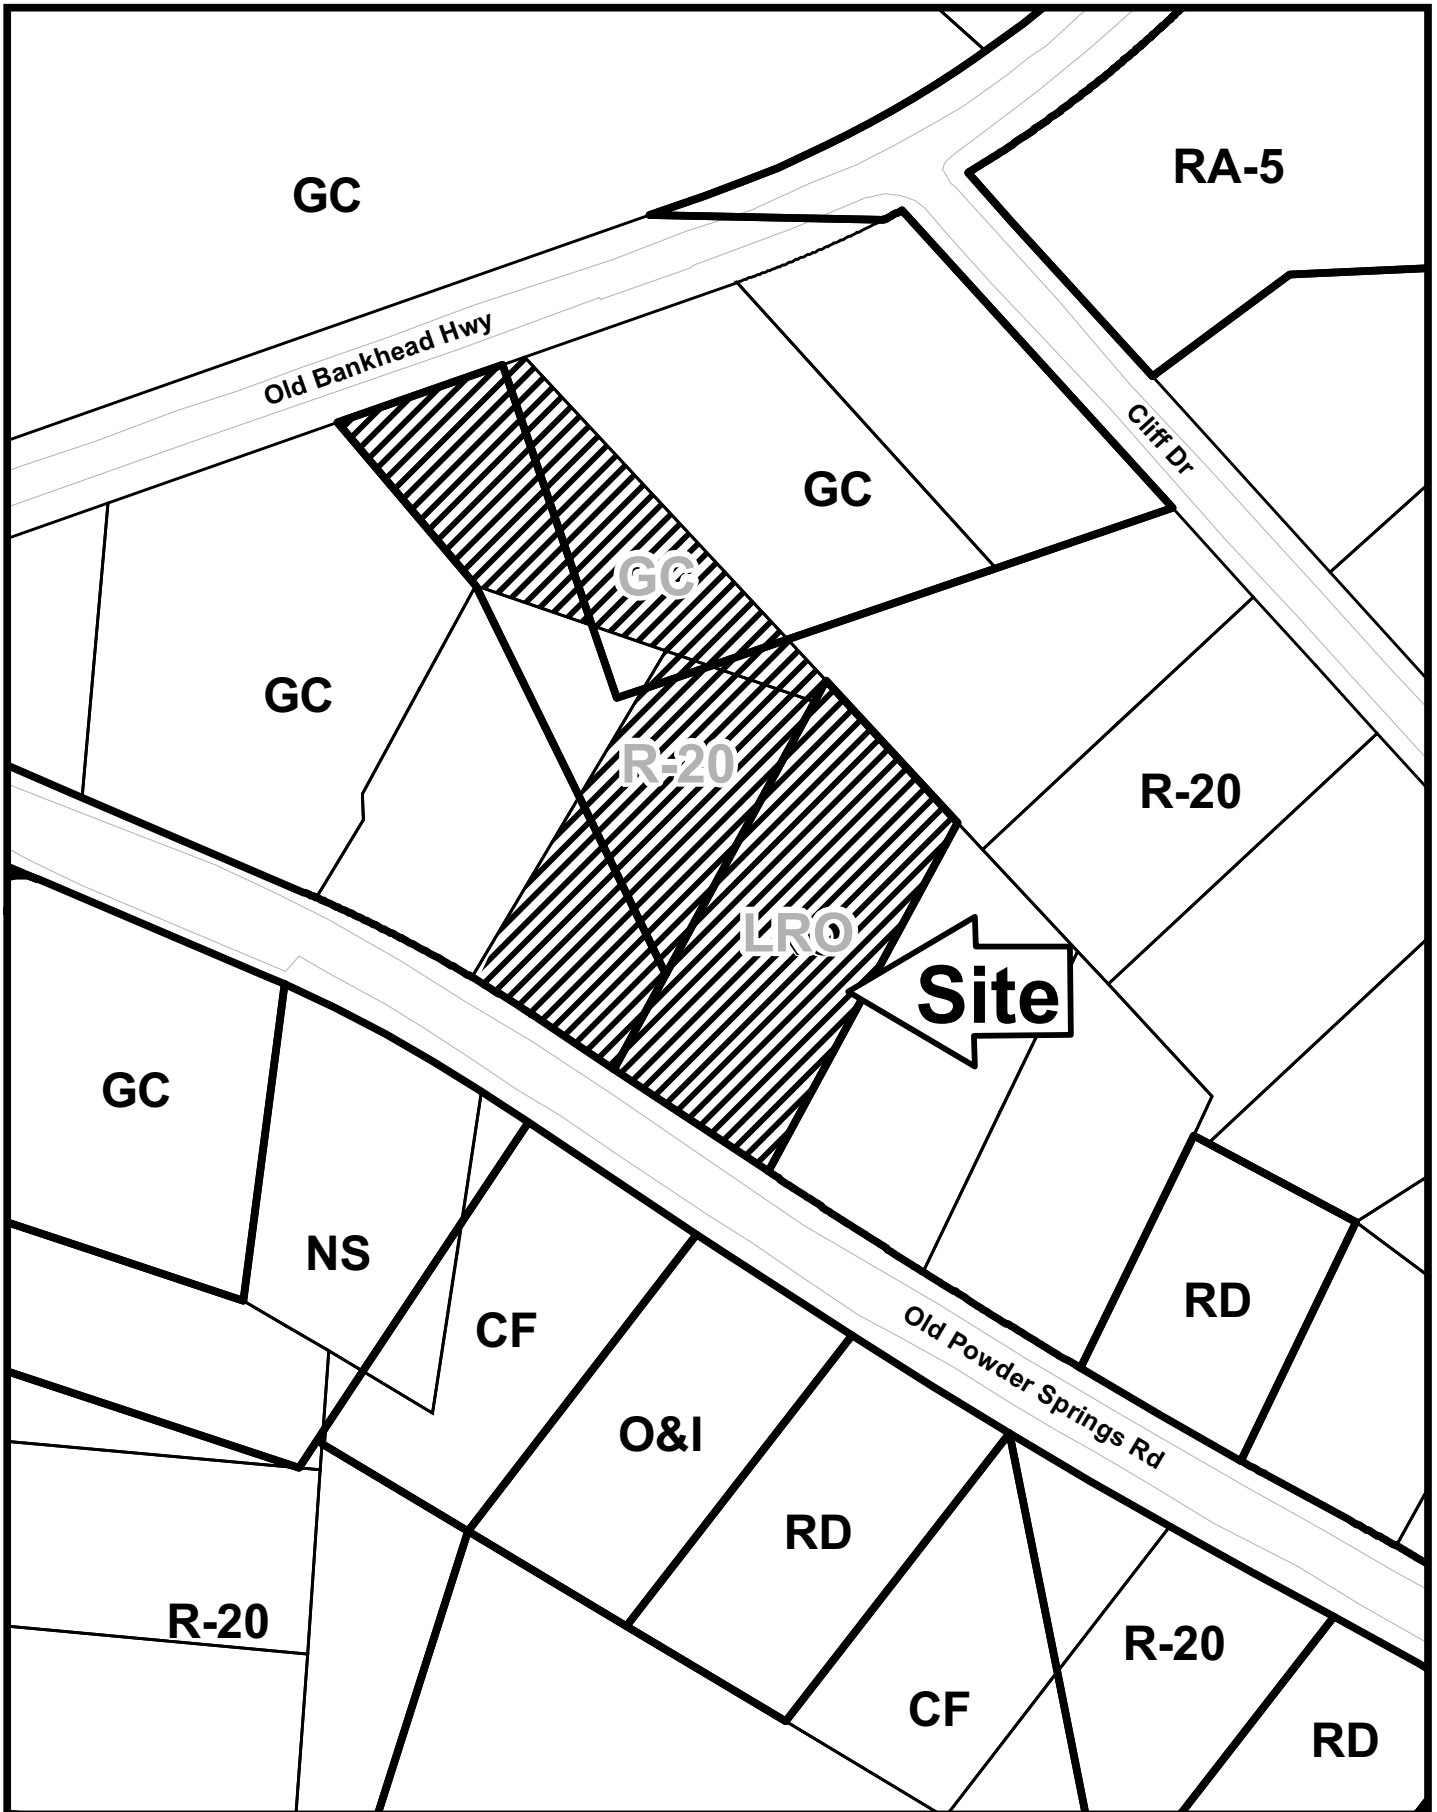 RA-5
GC
Old Bankhead Hwy
Cliff Dr
GC
GC
GC
R-20
R-20
LRO
Site
GC
NS
RD
CF
Old Powder Springs Rd
O&I
RD
R-20
R-20
CF
RD